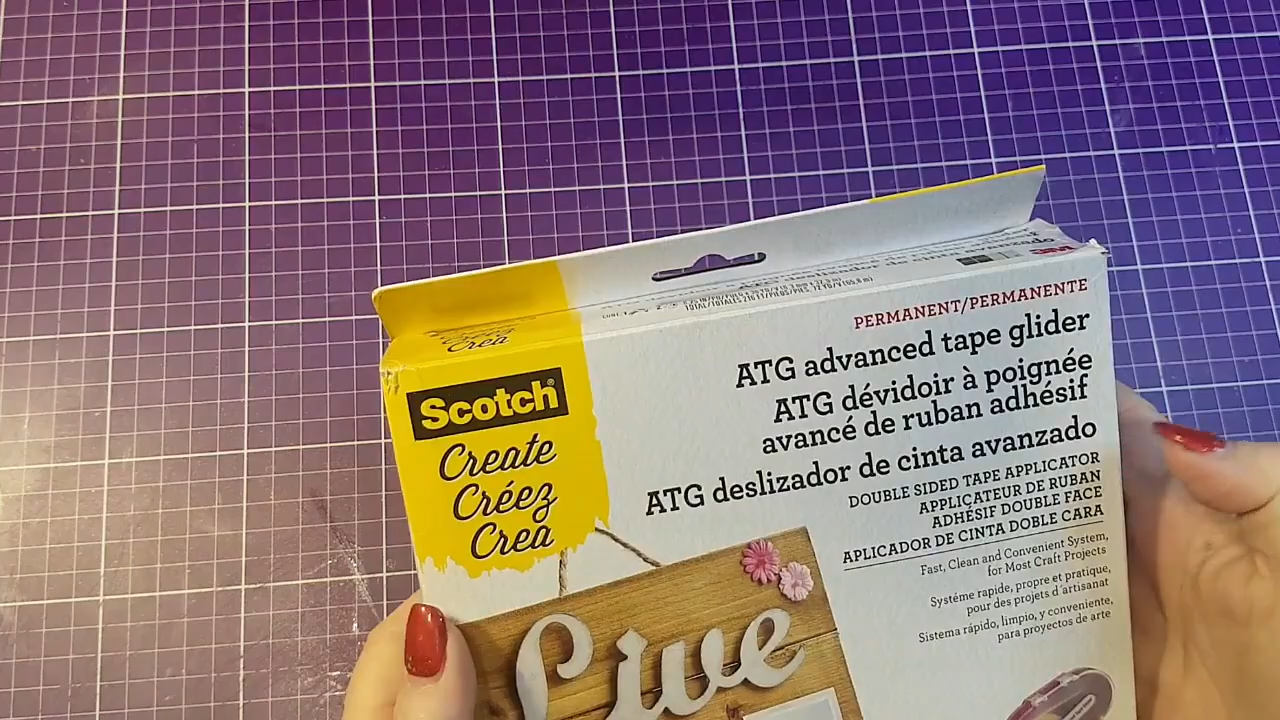 Crea
Scotch®
Create
Créez
Crea
PERMANENT/PERMANENTE
ATG advanced tape glider
ATG dévidoir à poignée
avancé de ruban adhésif
ATG deslizador de cinta avanzado
DOUBLE SIDED TAPE APPLICATOR
APPLICATEUR DE RUBAN
ADHÉSIF DOUBLE FACE
APLICADOR DE CINTA DOBLE CARA
Fast, Clean and Convenient System,
for Most Craft Projects
Systéme rapide, propre et pratique,
pour des projets d'artisanat
Sistema rápido, limpio, y conveniente,
para proyectos de arte
Live